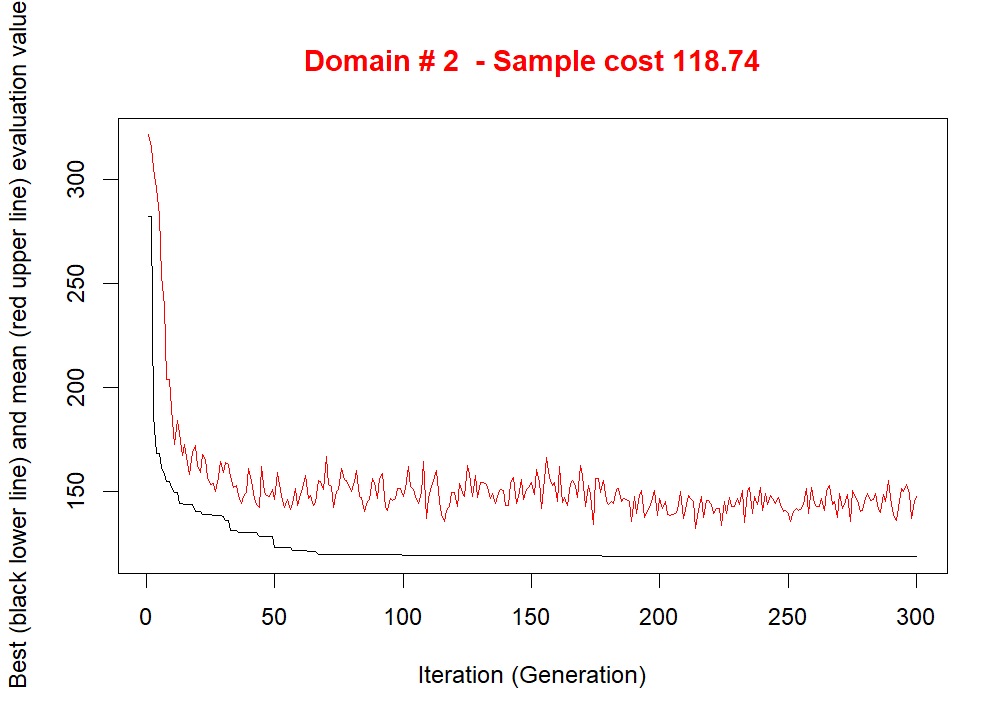 Domain # 2  - Sample cost 118.74
Best (black lower line) and mean (red upper line) evaluation value
300
250
200
150
0 50 100 150 200 250 300
Iteration (Generation)